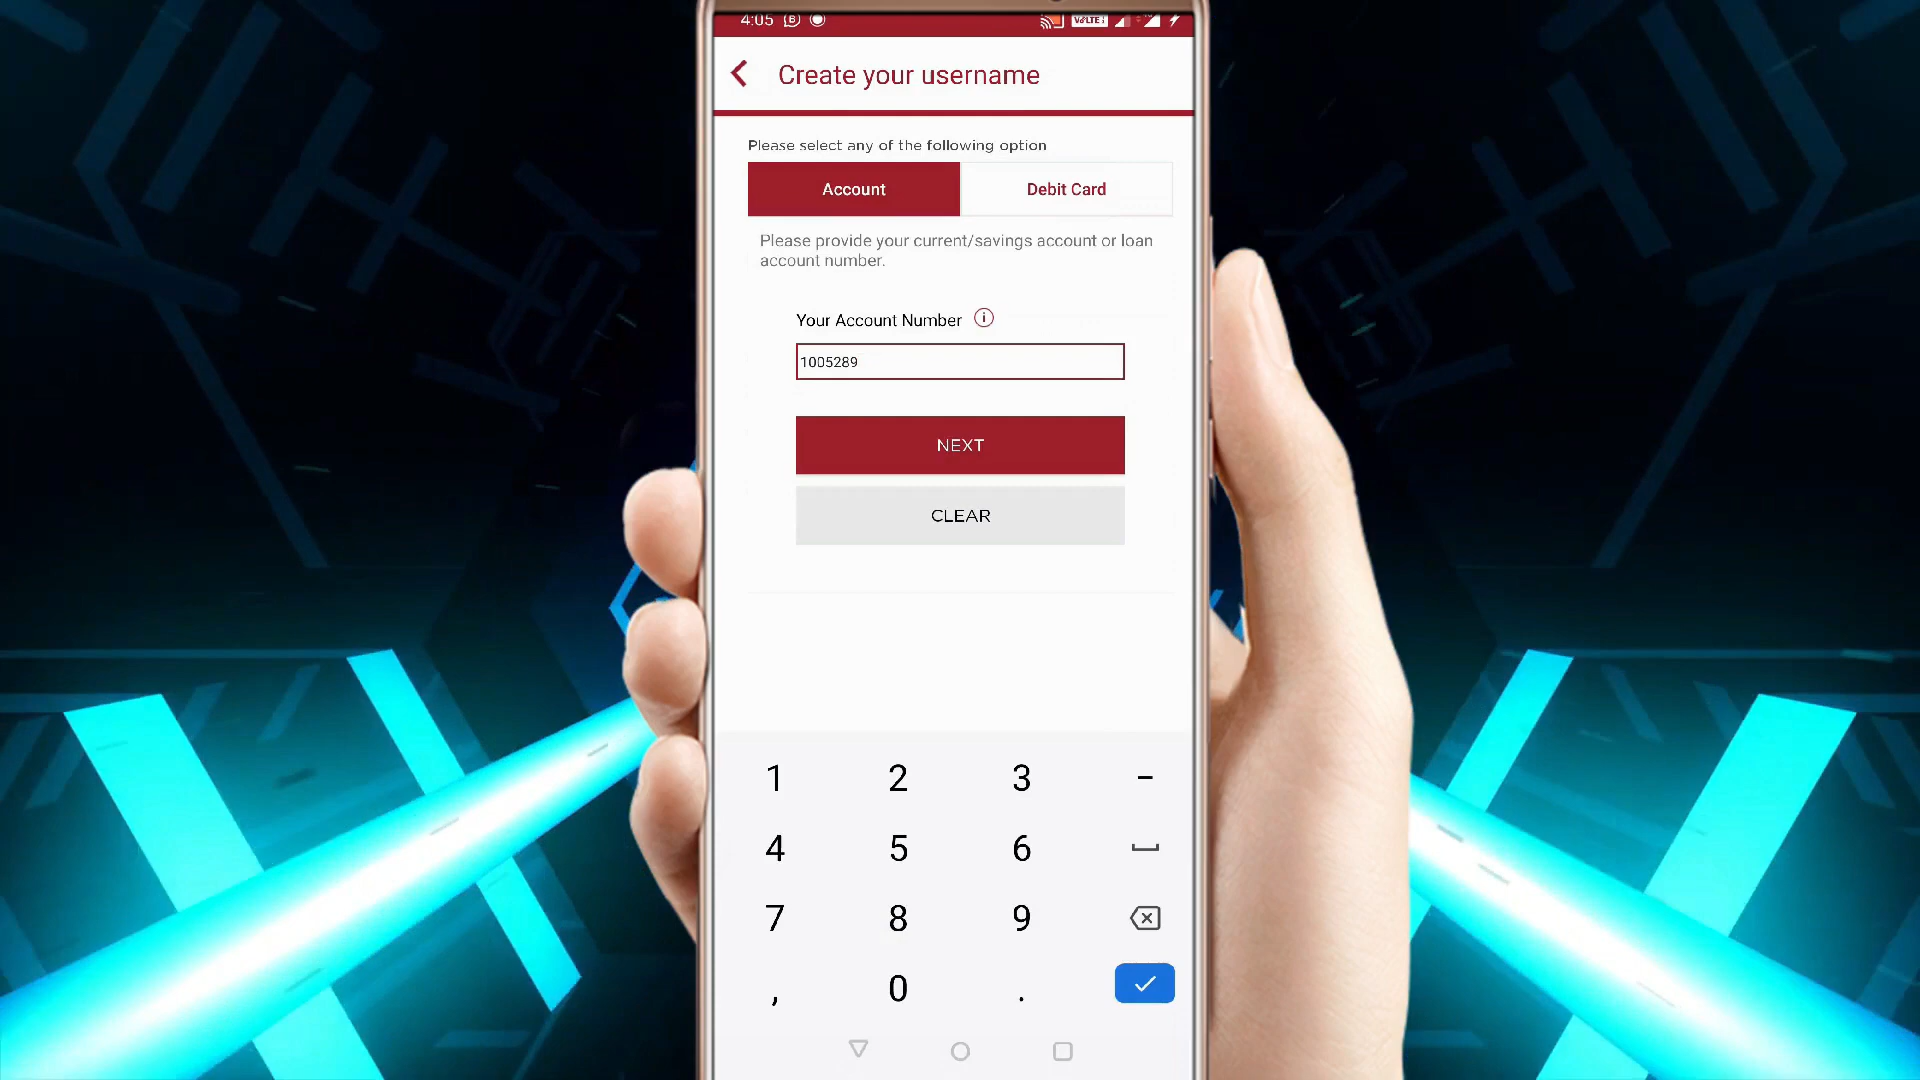 4:05
VoLTE
Create your username
Please select any of the following option
Account
Debit Card
Please provide your current/savings account or loan
account number.
Your Account Number
1005289
NEXT
CLEAR
1 2 3 -
4 5 6
7 8 9
, 0 .